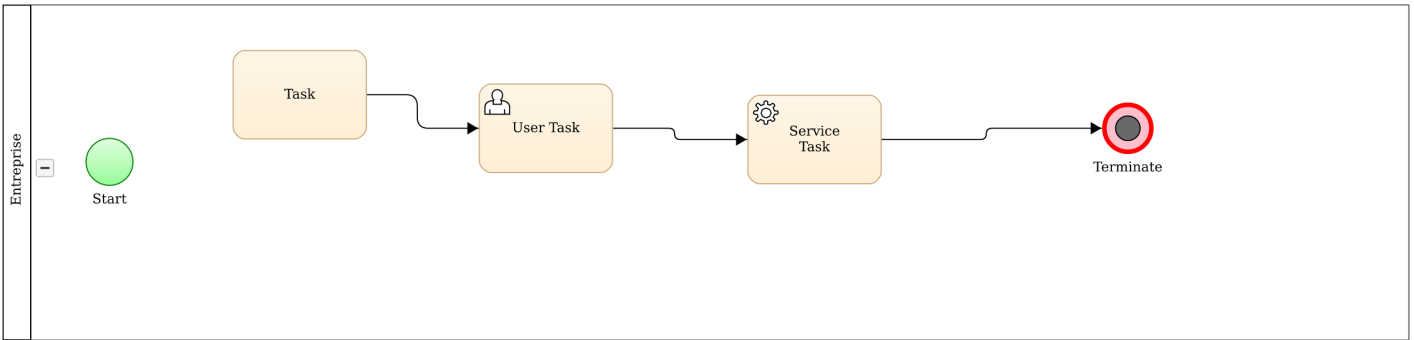 Entreprise
Start
Task
User Task
Service
Task
Terminate